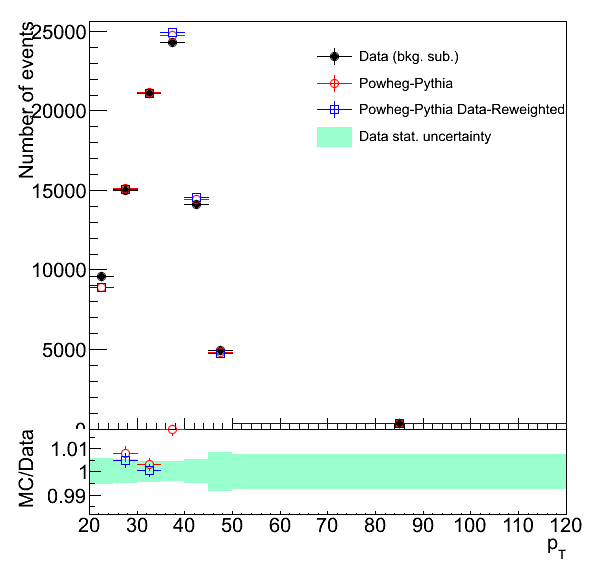 Number of events
25000
20000
15000
10000
5000
0
Data (bkg. sub.)
Powheg-Pythia
Powheg-Pythia Data-Reweighted
Data stat. uncertainty
MC/Data
1.01
1
0.99
20 30 40 50 60 70 80 90 100 110 120
p_T